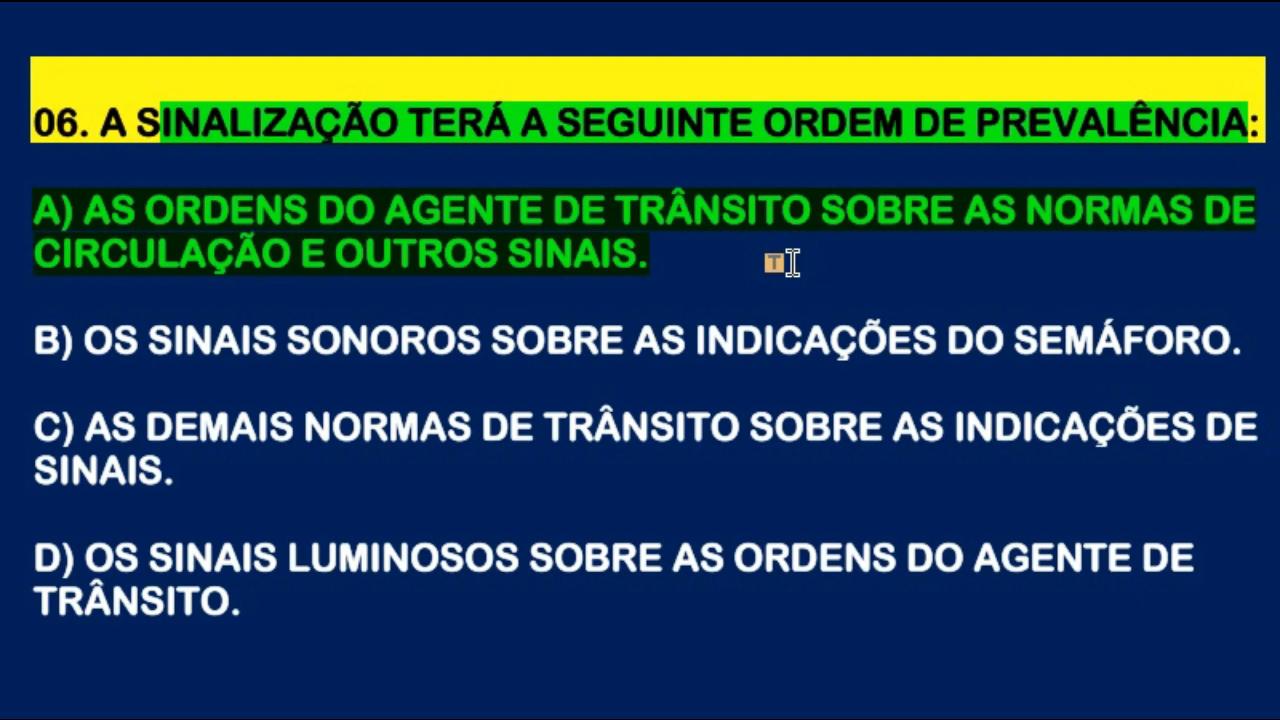 06. A SINALIZAÇÃO TERÁ A SEGUINTE ORDEM DE PREVALÊNCIA:
A) AS ORDENS DO AGENTE DE TRÂNSITO SOBRE AS NORMAS DE
CIRCULAÇÃO E OUTROS SINAIS.
T
B) OS SINAIS SONOROS SOBRE AS INDICAÇÕES DO SEMÁFORO.
C) AS DEMAIS NORMAS DE TRÂNSITO SOBRE AS INDICAÇÕES DE
SINAIS.
D) OS SINAIS LUMINOSOS SOBRE AS ORDENS DO AGENTE DE
TRÂNSITO.